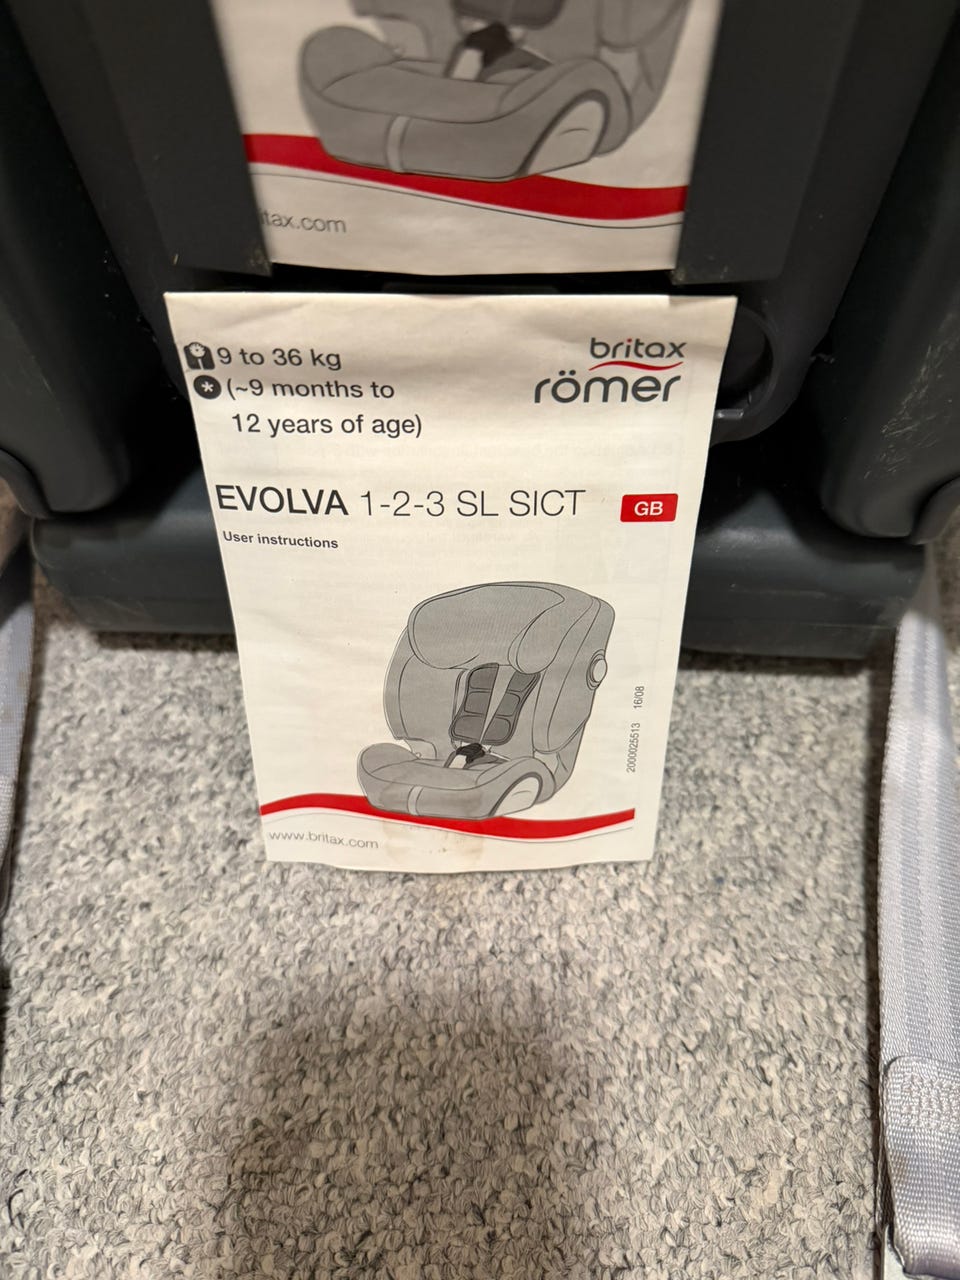 itax.com
9 to 36 kg
(~9 months to
12 years of age)
britax
römer
EVOLVA 1-2-3 SL SICT
GB
User instructions
2000025513 16/08
www.britax.com